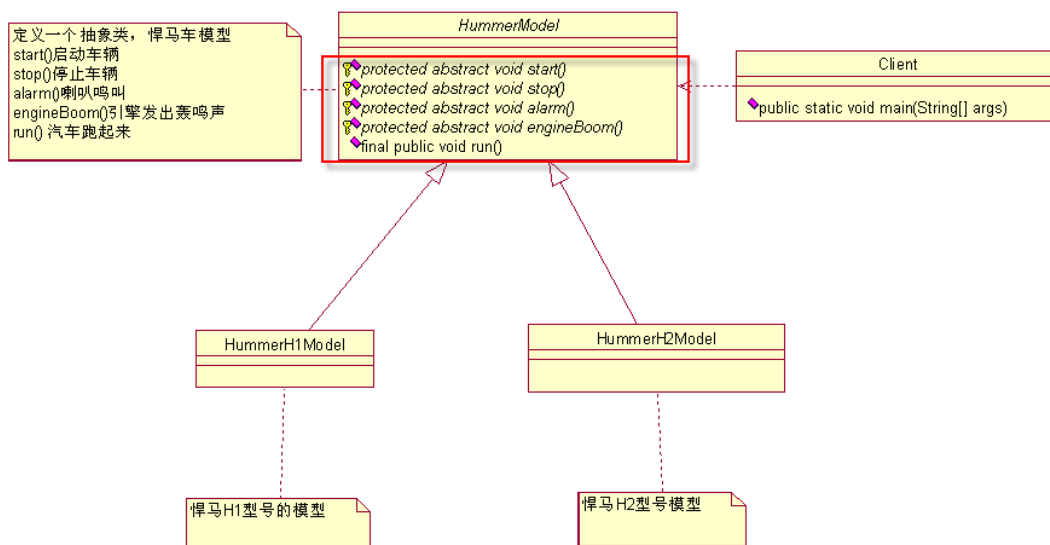 定义一个抽象类，悍马车模型
start()启动车辆
stop()停止车辆
alarm()喇叭鸣叫
engineBoom()引擎发出轰鸣声
run() 汽车跑起来
HummerModel
protected abstract void start()
protected abstract void stop()
protected abstract void alarm()
protected abstract void engineBoom()
final public void run()
Client
public static void main(String[] args)
HummerH1Model
HummerH2Model
悍马H1型号的模型
悍马H2型号模型